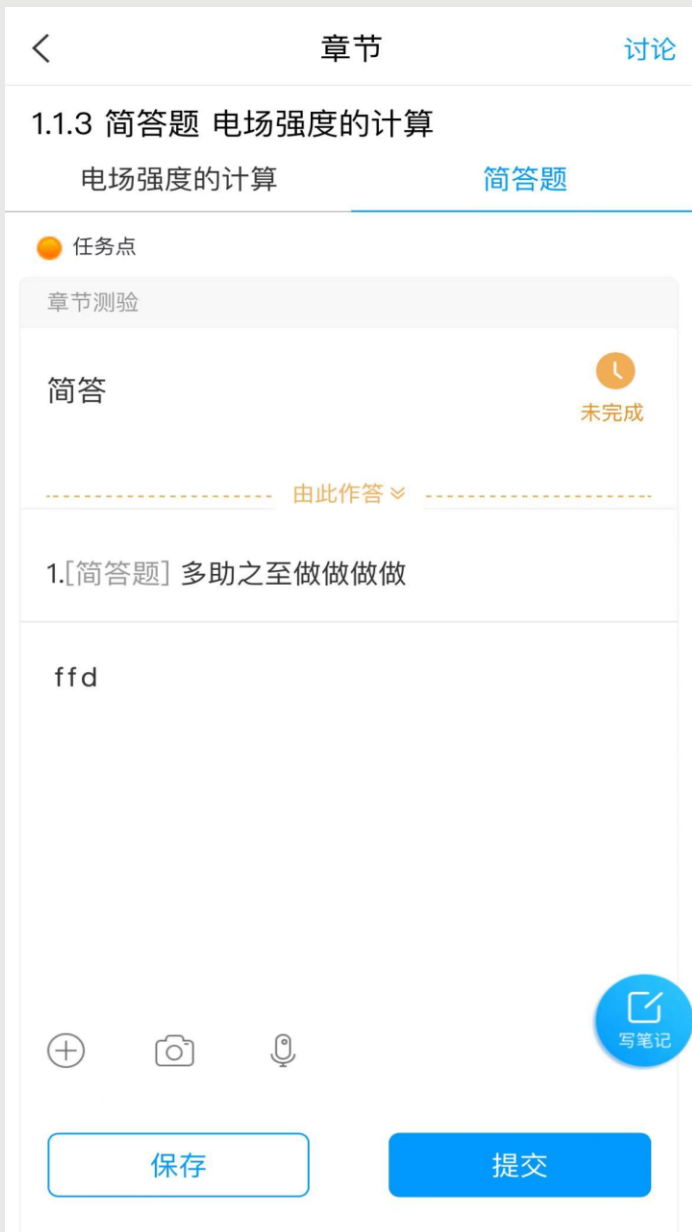 章节
讨论
1.1.3 简答题 电场强度的计算
电场强度的计算
简答题
任务点
章节测验
简答
未完成
由此作答
1.[简答题] 多助之至做做做做
ffd
写笔记
保存
提交